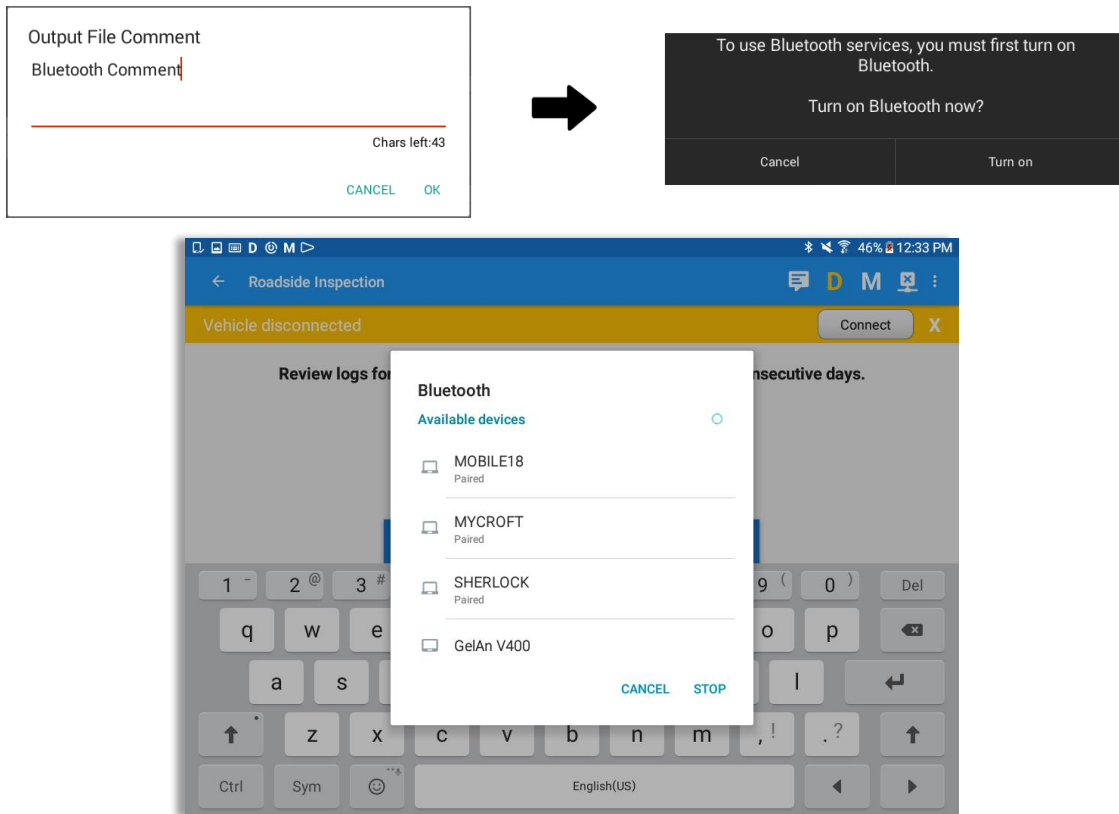 Output File Comment
Bluetooth Comment
Chars left:43
CANCEL OK
To use Bluetooth services, you must first turn on
Bluetooth.
Turn on Bluetooth now?
Cancel Turn on
D M 46% 12:33 PM
Roadside Inspection D M
Vehicle disconnected Connect X
Review logs for nsecutive days.
Bluetooth
Available devices
MOBILE18
Paired
MYCROFT
Paired
SHERLOCK
Paired
GelAn V400
CANCEL STOP
1 - 2 @ 3 # 9 ( 0 ) Del
q w e o p
a s l
z x c v b n m , ! . ?
Ctrl Sym English(US)